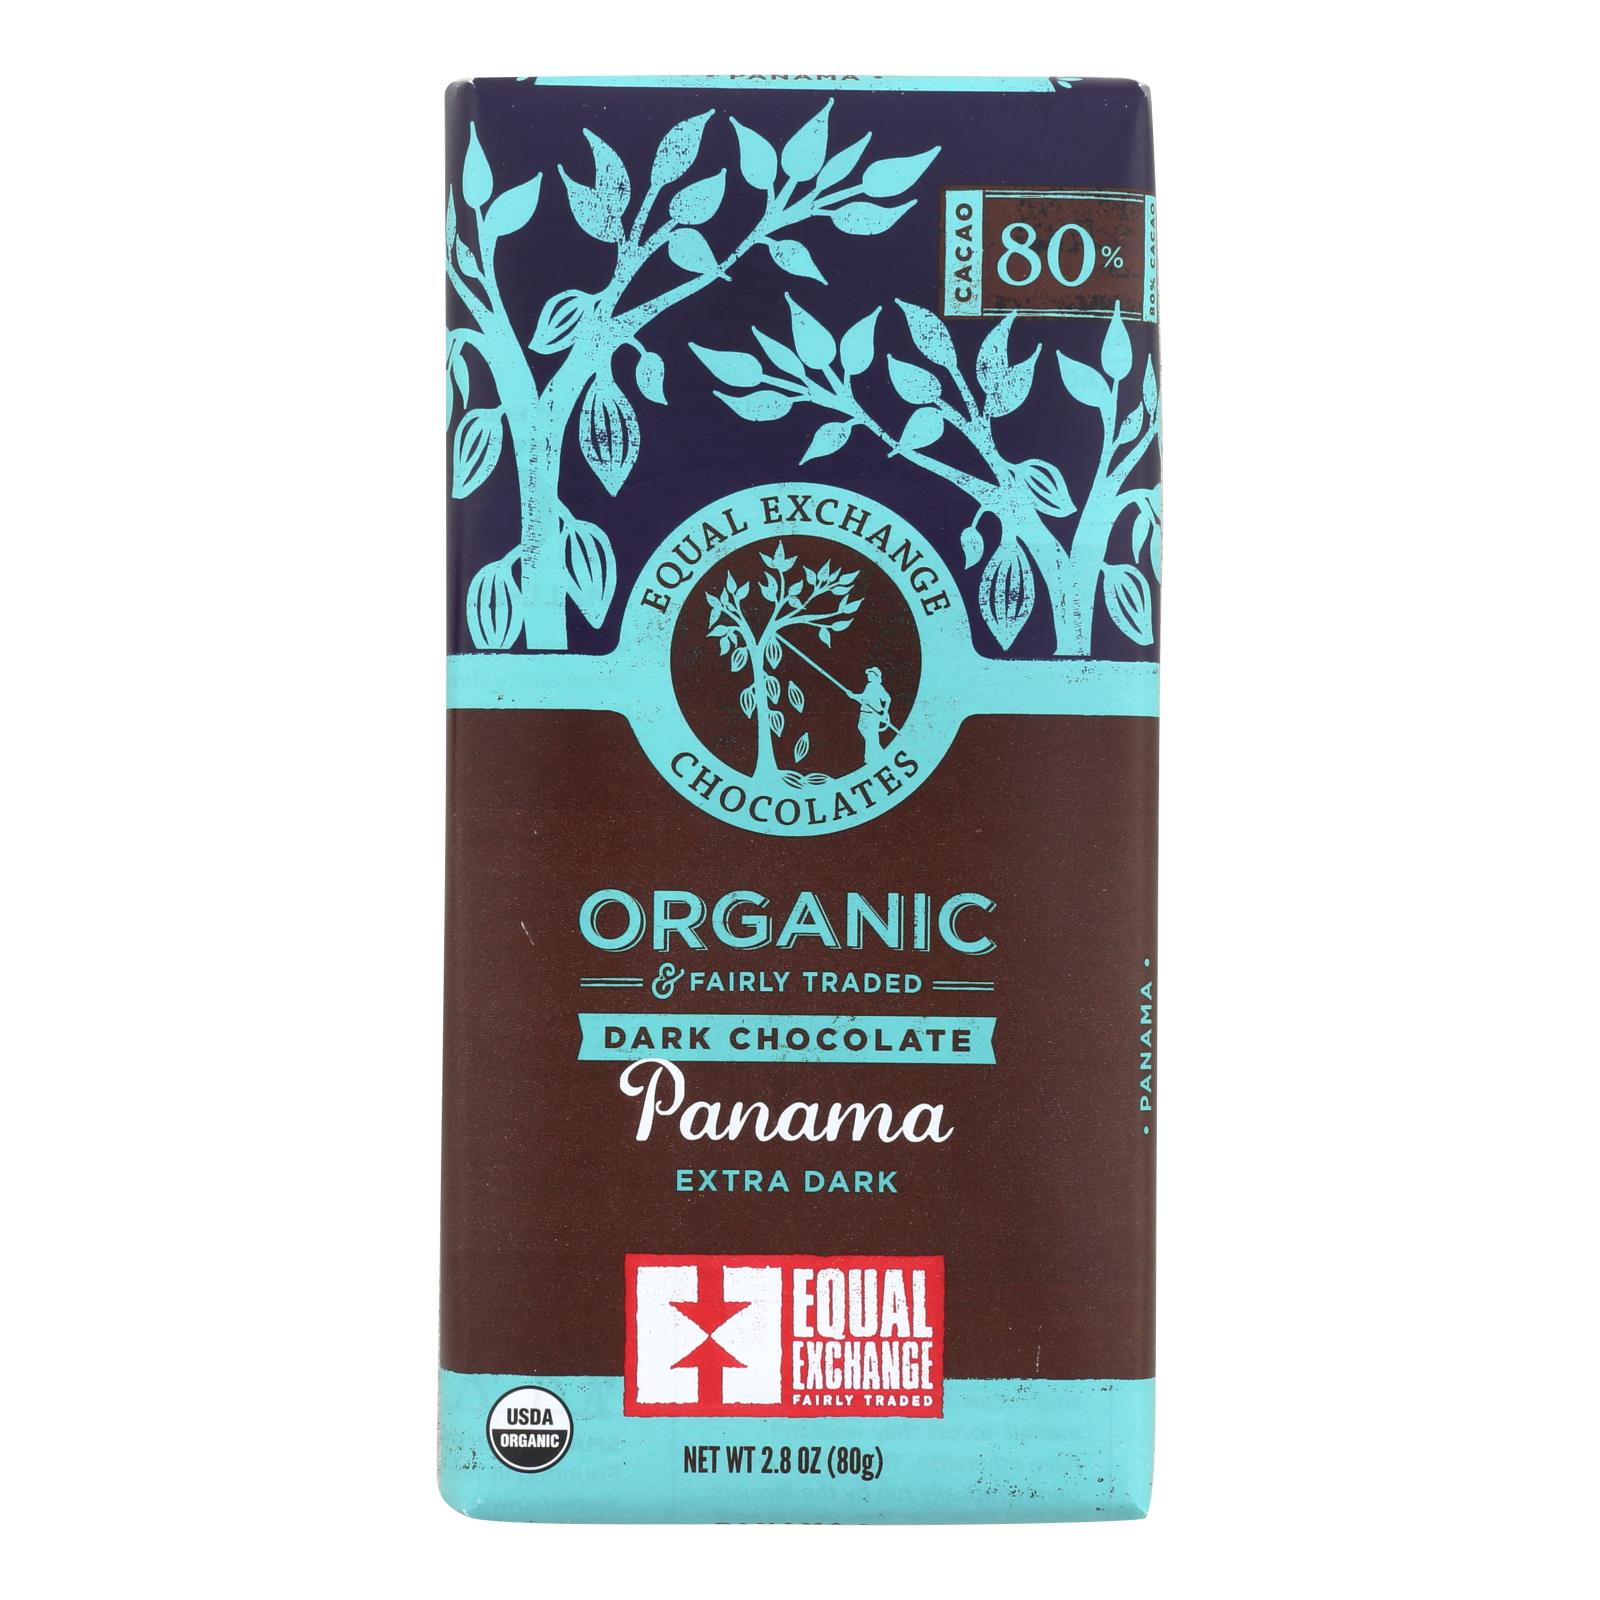 • PANAMA •
CACAO
80%
80% CACAO
EQUAL EXCHANGE
CHOCOLATES
ORGANIC
& FAIRLY TRADED
DARK CHOCOLATE
Panama
EXTRA DARK
• PANAMA •
EQUAL
EXCHANGE
FAIRLY TRADED
USDA
ORGANIC
NET WT 2.8 OZ (80g)